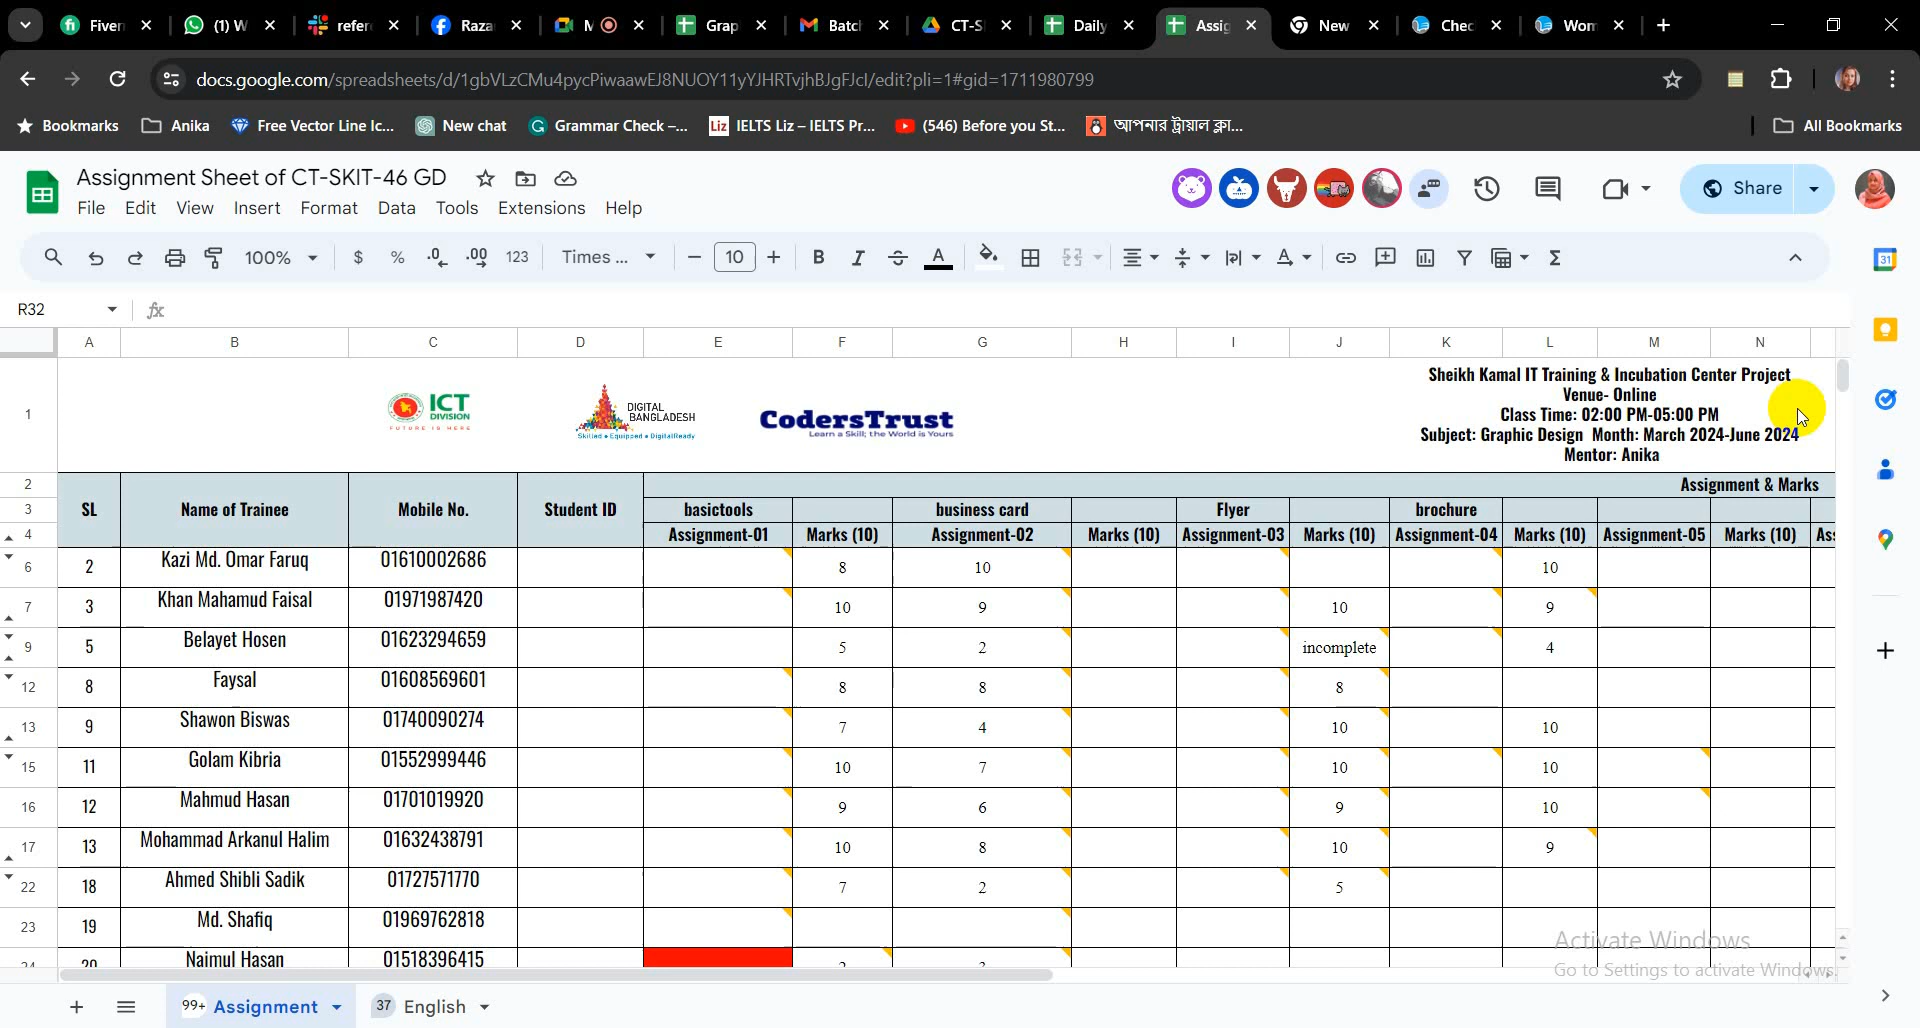 Fiver
(1) W
refer
Raza
M
Grap
Batc
CT-S
Daily
Assig
New
Chec
Wom
docs.google.com/spreadsheets/d/1gbVLzCMu4pycPiwaawEJ8NUOY11yYJHRTvjhBJgFJcI/edit?pli=1#gid=1711980799
Bookmarks Anika Free Vector Line Ic... New chat Grammar Check –... Liz IELTS Liz – IELTS Pr... (546) Before you St... আপনার ট্রায়াল ক্লা... All Bookmarks
Assignment Sheet of CT-SKIT-46 GD
Share
File Edit View Insert Format Data Tools Extensions Help
100% $ % .0 .00 123 Times ... 10 B I A
31
R32 fx
A B C D E F G H I J K L M N
1
ICT DIVISION
FUTURE IS HERE
DIGITAL BANGLADESH
Skilled • Equipped • DigitalReady
CodersTrust
Learn a Skill; the World is Yours
Sheikh Kamal IT Training & Incubation Center Project
Venue- Online
Class Time: 02:00 PM-05:00 PM
Subject: Graphic Design Month: March 2024-June 2024
Mentor: Anika
2 Assignment & Marks
3 SL Name of Trainee Mobile No. Student ID basictools business card Flyer brochure
4 Assignment-01 Marks (10) Assignment-02 Marks (10) Assignment-03 Marks (10) Assignment-04 Marks (10) Assignment-05 Marks (10) Ass
6 2 Kazi Md. Omar Faruq 01610002686 8 10 10
7 3 Khan Mahamud Faisal 01971987420 10 9 10 9
9 5 Belayet Hosen 01623294659 5 2 incomplete 4
12 8 Faysal 01608569601 8 8 8
13 9 Shawon Biswas 01740090274 7 4 10 10
15 11 Golam Kibria 01552999446 10 7 10 10
16 12 Mahmud Hasan 01701019920 9 6 9 10
17 13 Mohammad Arkanul Halim 01632438791 10 8 10 9
22 18 Ahmed Shibli Sadik 01727571770 7 2 5
23 19 Md. Shafiq 01969762818
24 20 Naimul Hasan 01518396415
Activate Windows
Go to Settings to activate Windows.
99+ Assignment 37 English